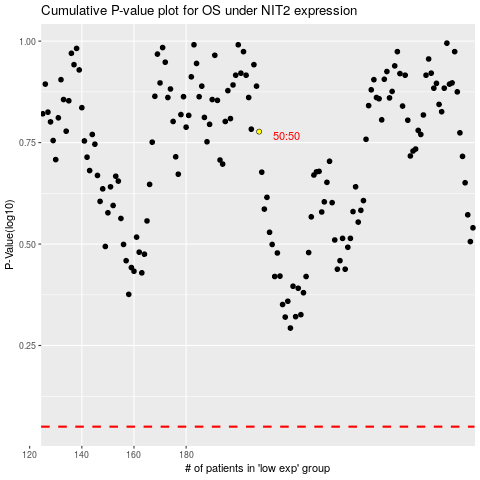 Cumulative P-value plot for OS under NIT2 expression
P-Value(log10)
1.00
0.75
0.50
0.25
50:50
120 140 160 180
# of patients in 'low exp' group